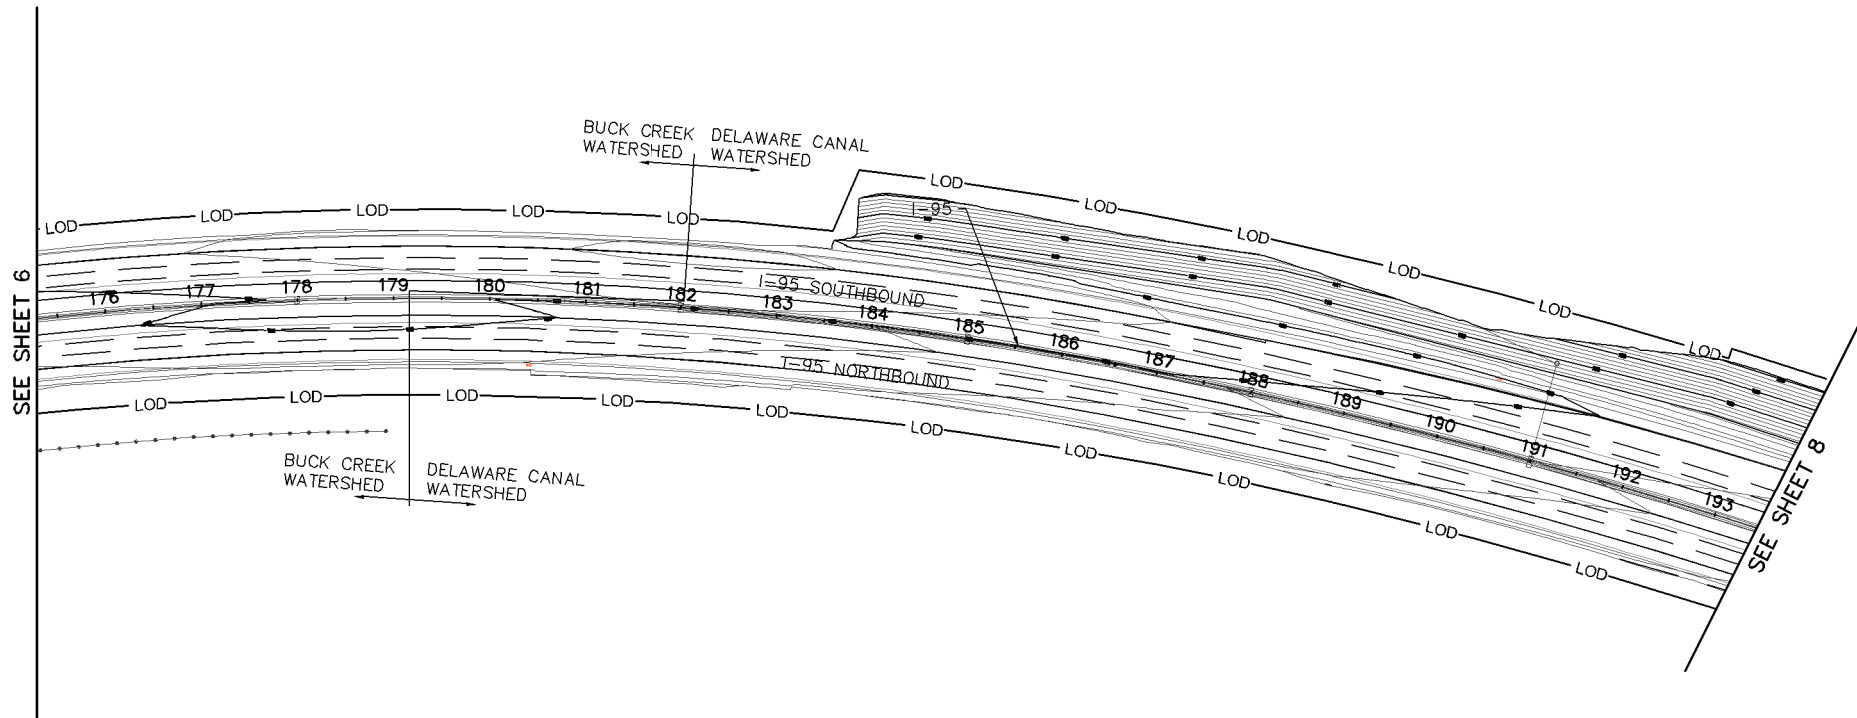 BUCK CREEK DELAWARE CANAL
WATERSHED WATERSHED
LOD LOD LOD LOD LOD LOD LOD LOD LOD LOD LOD
I-95
SEE SHEET 6
176 177 178 179 180 181 182 183 184 185 186 187 188 189 190 191 192 193
I-95 SOUTHBOUND
I-95 NORTHBOUND
LOD LOD LOD LOD LOD LOD LOD LOD LOD LOD
BUCK CREEK DELAWARE CANAL
WATERSHED WATERSHED
SEE SHEET 8